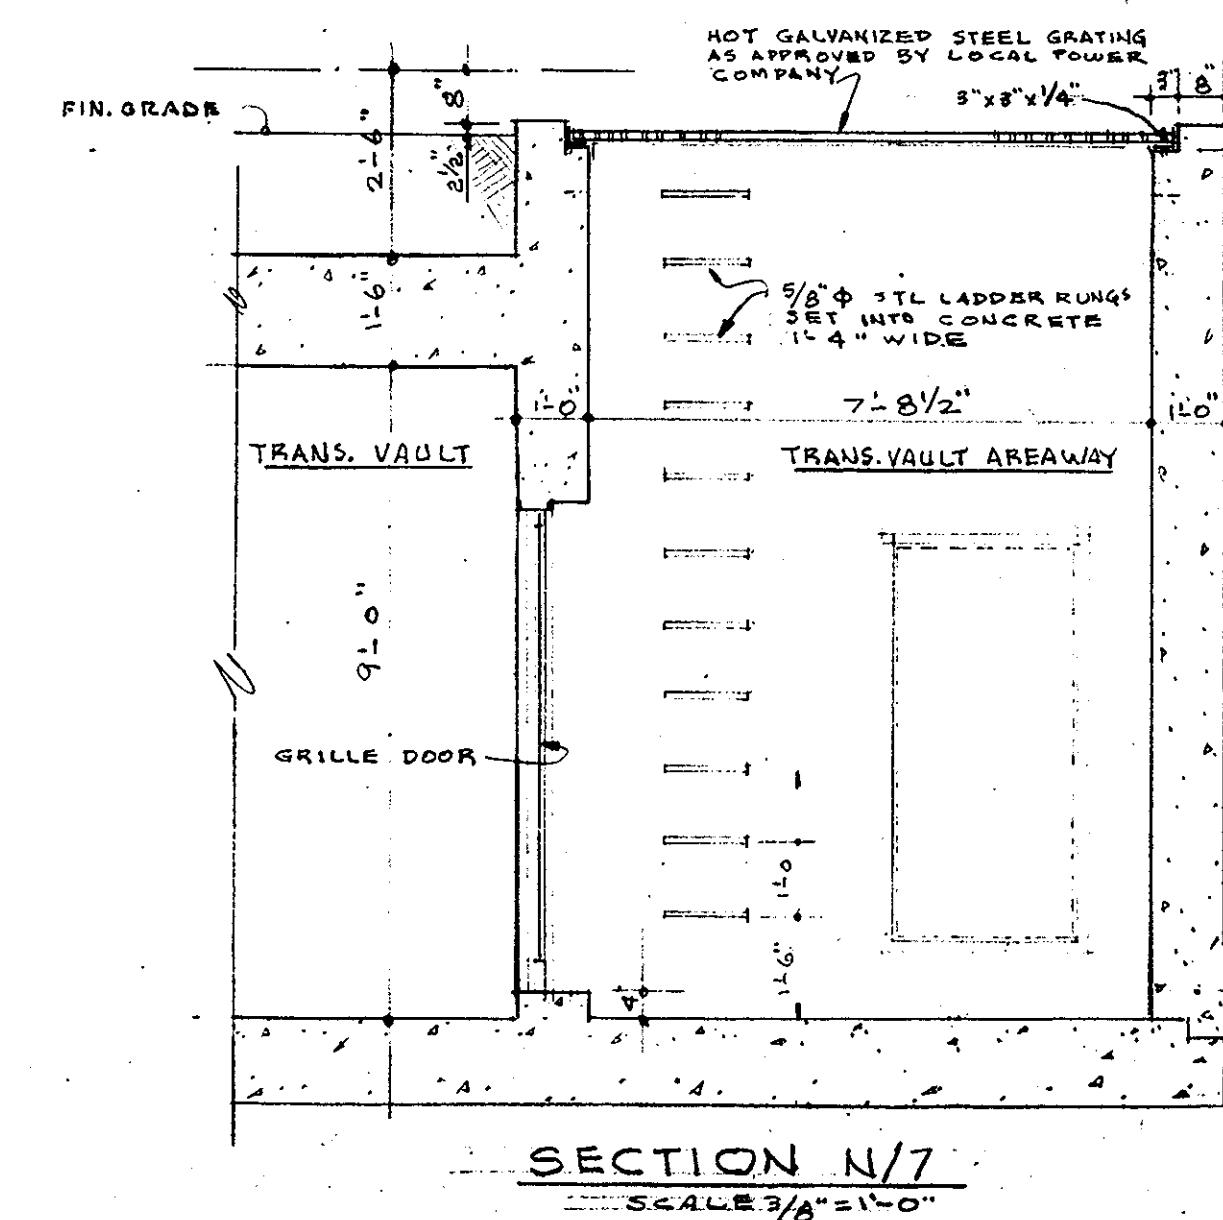 HOT GALVANIZED STEEL GRATING
AS APPROVED BY LOCAL POWER
COMPANY
3"
8"
3"x3"x1/4"
FIN. GRADE
8"
2'-6"
2 1/2"
1'-6"
5/8" Φ STL LADDER RUNGS
SET INTO CONCRETE
1'-4" WIDE
1'-0"
7'-8 1/2"
1'-0"
TRANS. VAULT
TRANS. VAULT AREAWAY
9'-0"
GRILLE DOOR
1'-0
1'-6"
4
SECTION N/7
SCALE 3/8" = 1'-0"